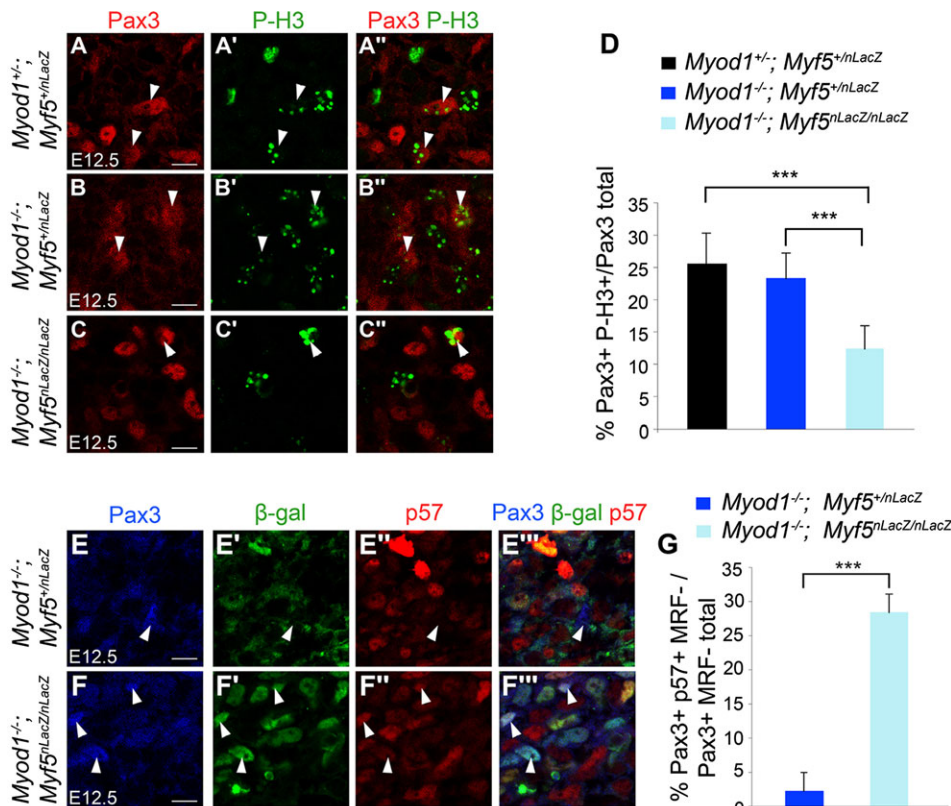 Pax3 P-H3 Pax3 P-H3
Myod1+/-;
Myf5+/nLacZ
A
E12.5
A'
A"
Myod1-/-;
Myf5+/nLacZ
B
E12.5
B'
B"
Myod1-/-;
Myf5nLacZ/nLacZ
C
E12.5
C'
C"
D
Myod1+/-; Myf5+/nLacZ
Myod1-/-; Myf5+/nLacZ
Myod1-/-; Myf5nLacZ/nLacZ
% Pax3+ P-H3+/Pax3 total
***
***
35
30
25
20
15
10
5
0
Pax3 β-gal p57 Pax3 β-gal p57
Myod1-/-;
Myf5+/nLacZ
E
E12.5
E'
E"
E'''
Myod1-/-;
Myf5nLacZ/nLacZ
F
E12.5
F'
F"
F'''
Myod1-/-; Myf5+/nLacZ
Myod1-/-; Myf5nLacZ/nLacZ
G
% Pax3+ p57+ MRF- /
Pax3+ MRF- total
***
35
30
25
20
15
10
5
0